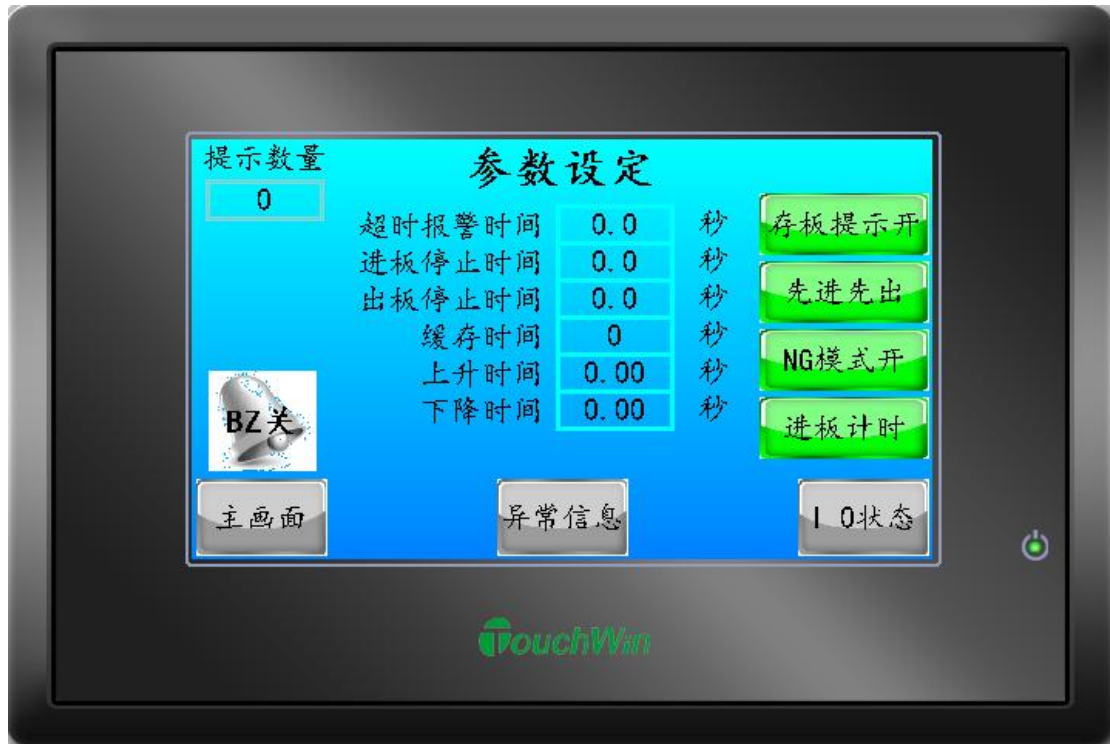 提示数量
参数设定
0
超时报警时间 0.0 秒
存板提示开
进板停止时间 0.0 秒
出板停止时间 0.0 秒
先进先出
缓存时间 0 秒
NG模式开
上升时间 0.00 秒
下降时间 0.00 秒
进板计时
BZ关
主画面
异常信息
I O状态
TouchWin